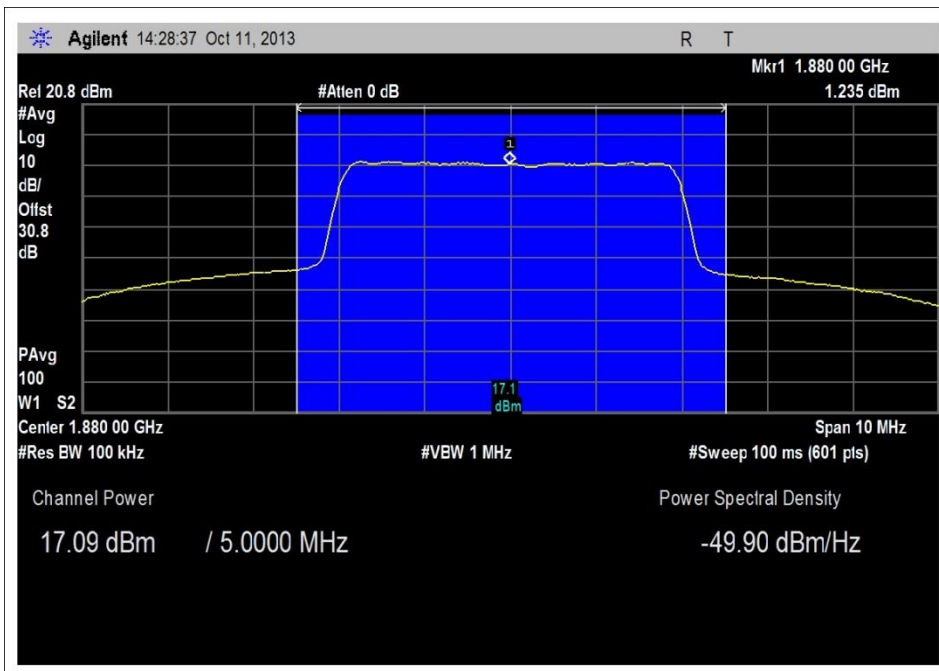 Agilent 14:28:37 Oct 11, 2013 R T
Mkr1 1.880 00 GHz
Ref 20.8 dBm #Atten 0 dB 1.235 dBm
#Avg
Log
10
dB/
Offst
30.8
dB
1
PAvg
100
W1 S2
17.1
dBm
Center 1.880 00 GHz Span 10 MHz
#Res BW 100 kHz #VBW 1 MHz #Sweep 100 ms (601 pts)
Channel Power Power Spectral Density
17.09 dBm / 5.0000 MHz -49.90 dBm/Hz